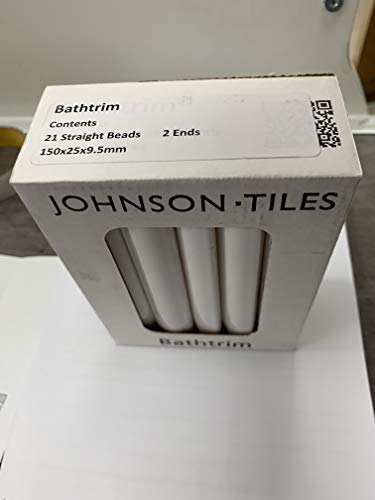 Bathtrim
Contents
21 Straight Beads 2 Ends
150x25x9.5mm
JOHNSON·TILES
Bathtrim